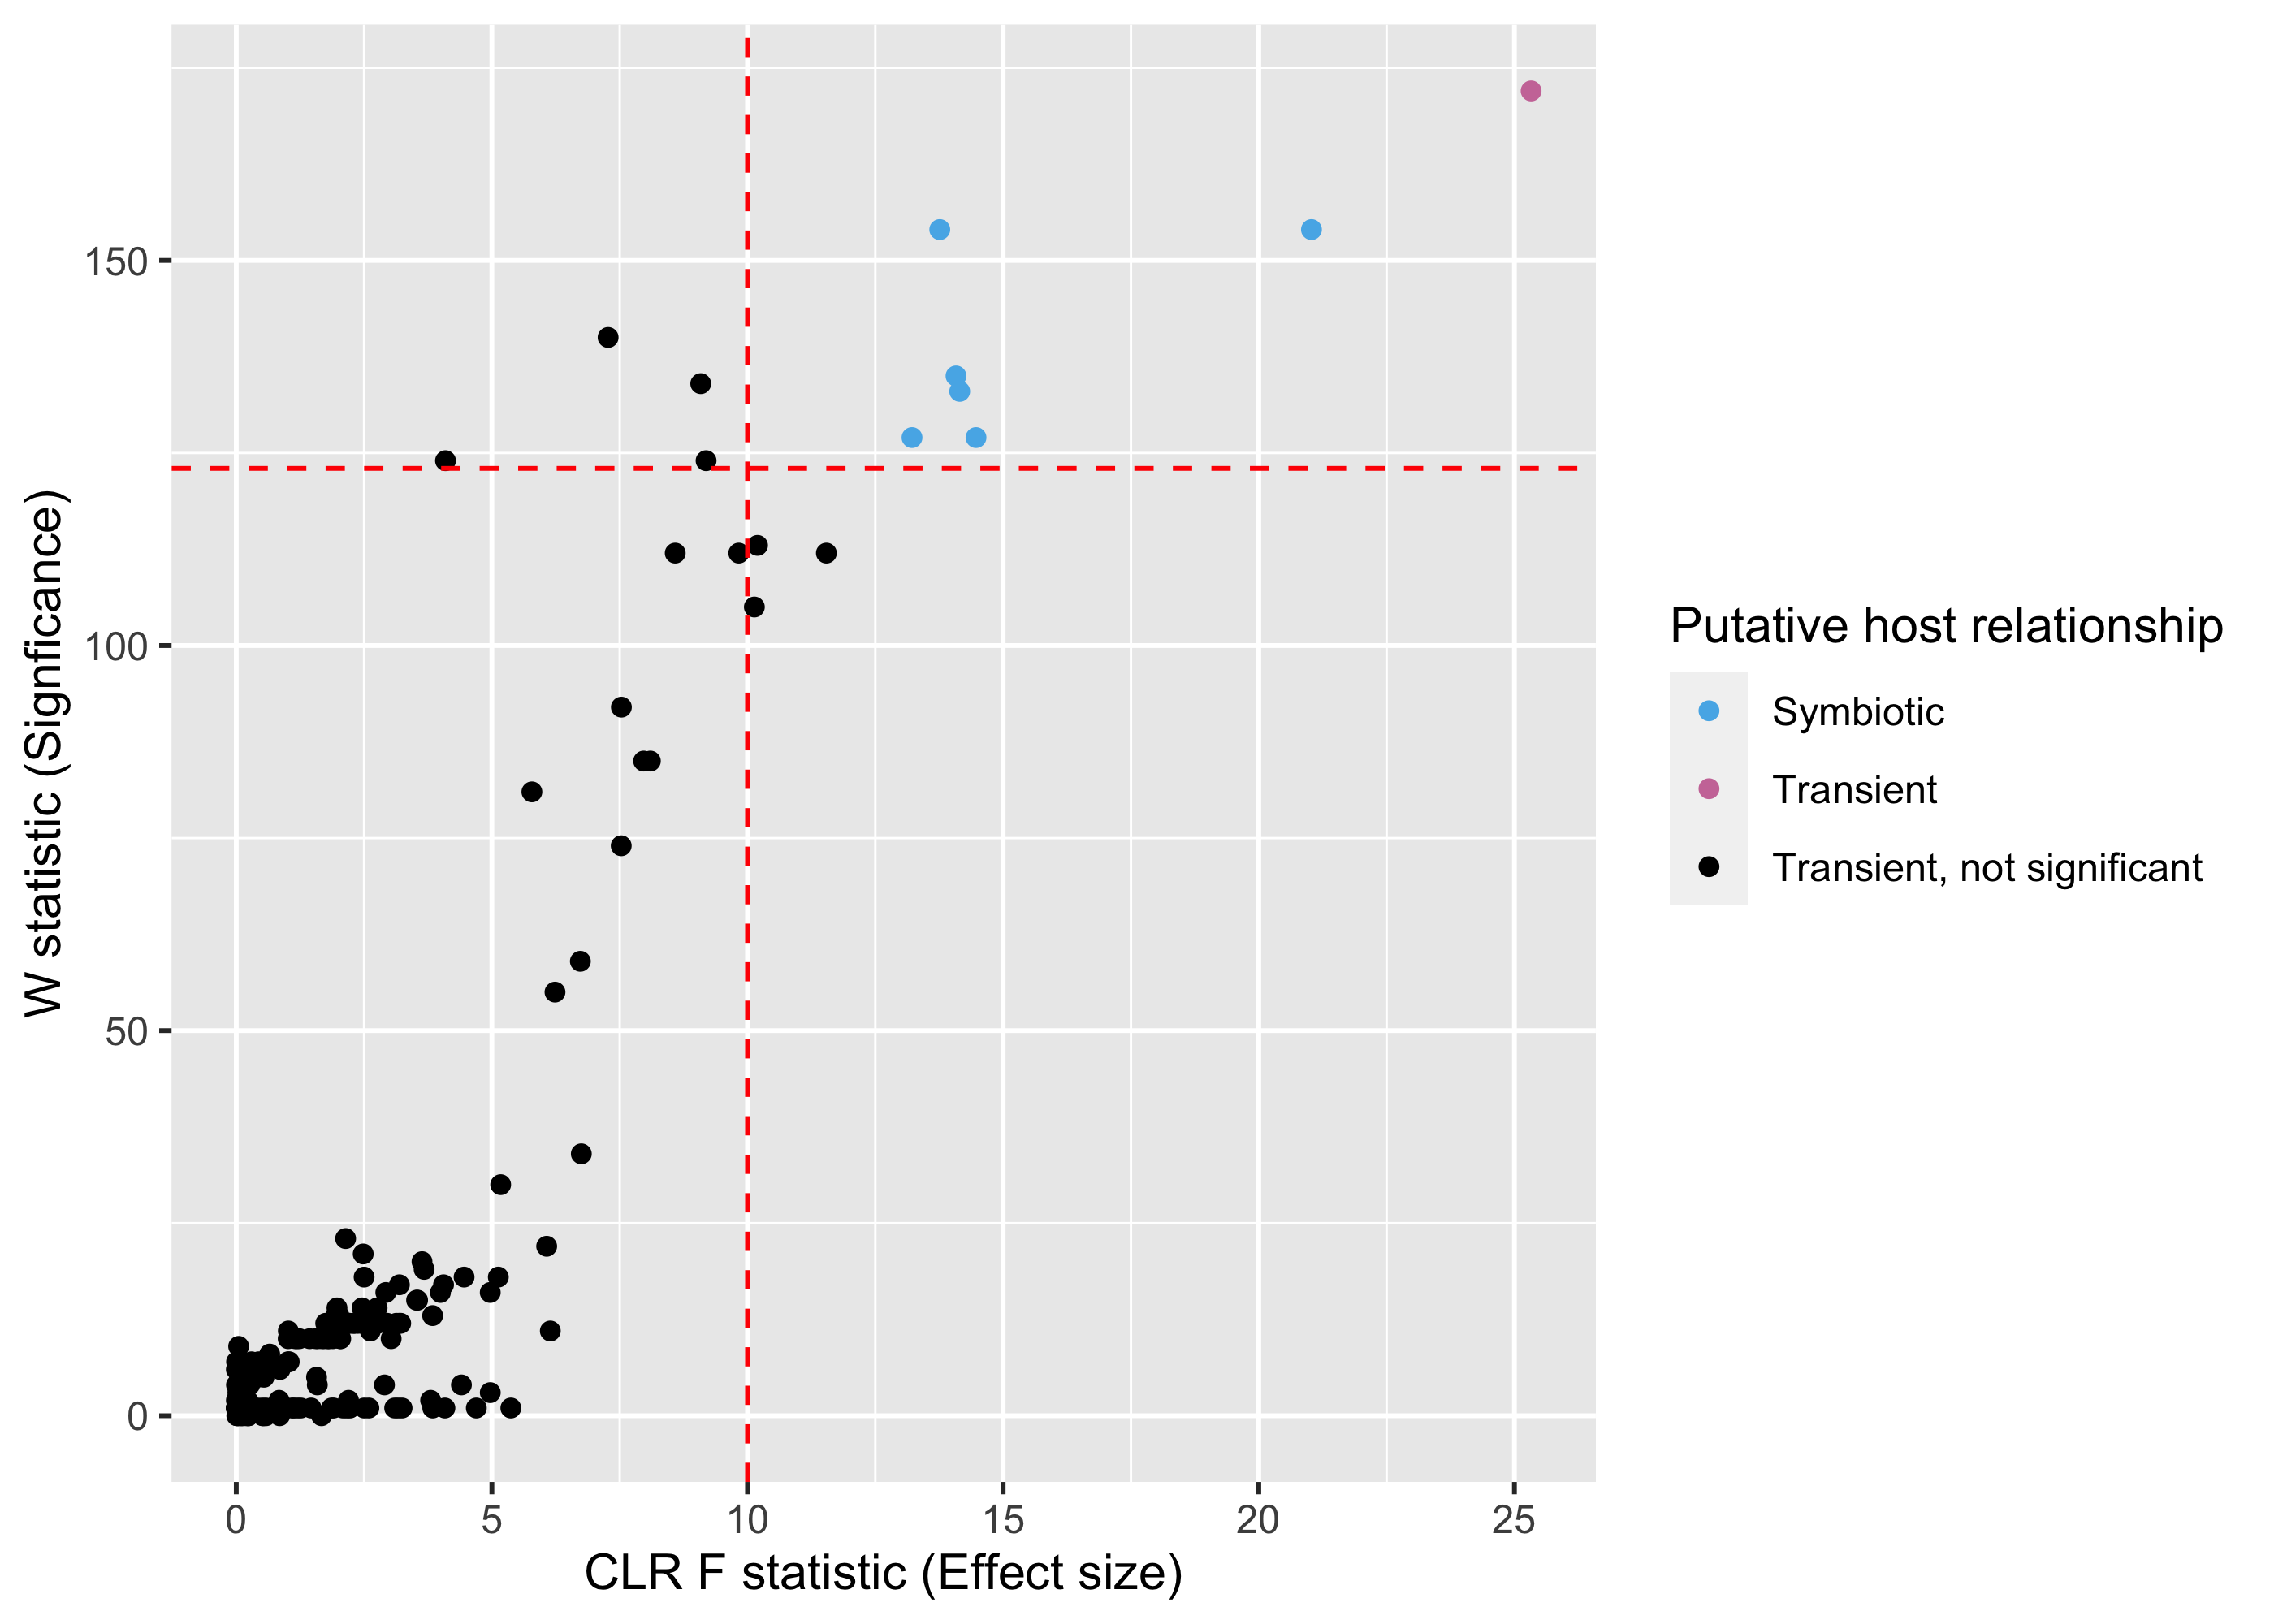 150
100
50
0
W statistic (Signficance)
0 5 10 15 20 25
CLR F statistic (Effect size)
Putative host relationship
Symbiotic
Transient
Transient, not significant